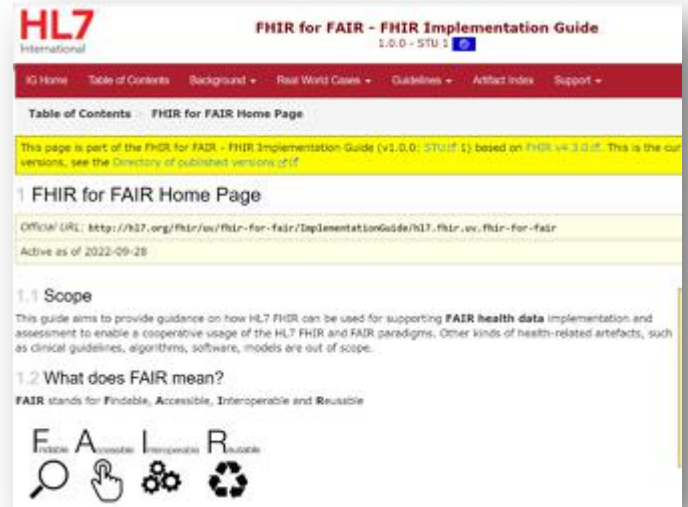 HL7
International
FHIR for FAIR - FHIR Implementation Guide
1.0.0 - STU 1
IG Home Table of Contents Background Real World Cases Guidelines Artifact Index Support
Table of Contents FHIR for FAIR Home Page
This page is part of the FHIR for FAIR - FHIR Implementation Guide (v1.0.0: STU 1) based on FHIR v4.3.0. This is the cur
versions, see the Directory of published versions
1 FHIR for FAIR Home Page
Official URL: http://hl7.org/fhir/uv/fhir-for-fair/ImplementationGuide/hl7.fhir.uv.fhir-for-fair
Active as of 2022-09-28
1.1 Scope
This guide aims to provide guidance on how HL7 FHIR can be used for supporting FAIR health data implementation and
assessment to enable a cooperative usage of the HL7 FHIR and FAIR paradigms. Other kinds of health-related artefacts, such
as clinical guidelines, algorithms, software, models are out of scope.
1.2 What does FAIR mean?
FAIR stands for Findable, Accessible, Interoperable and Reusable
Findable Accessible Interoperable Reusable